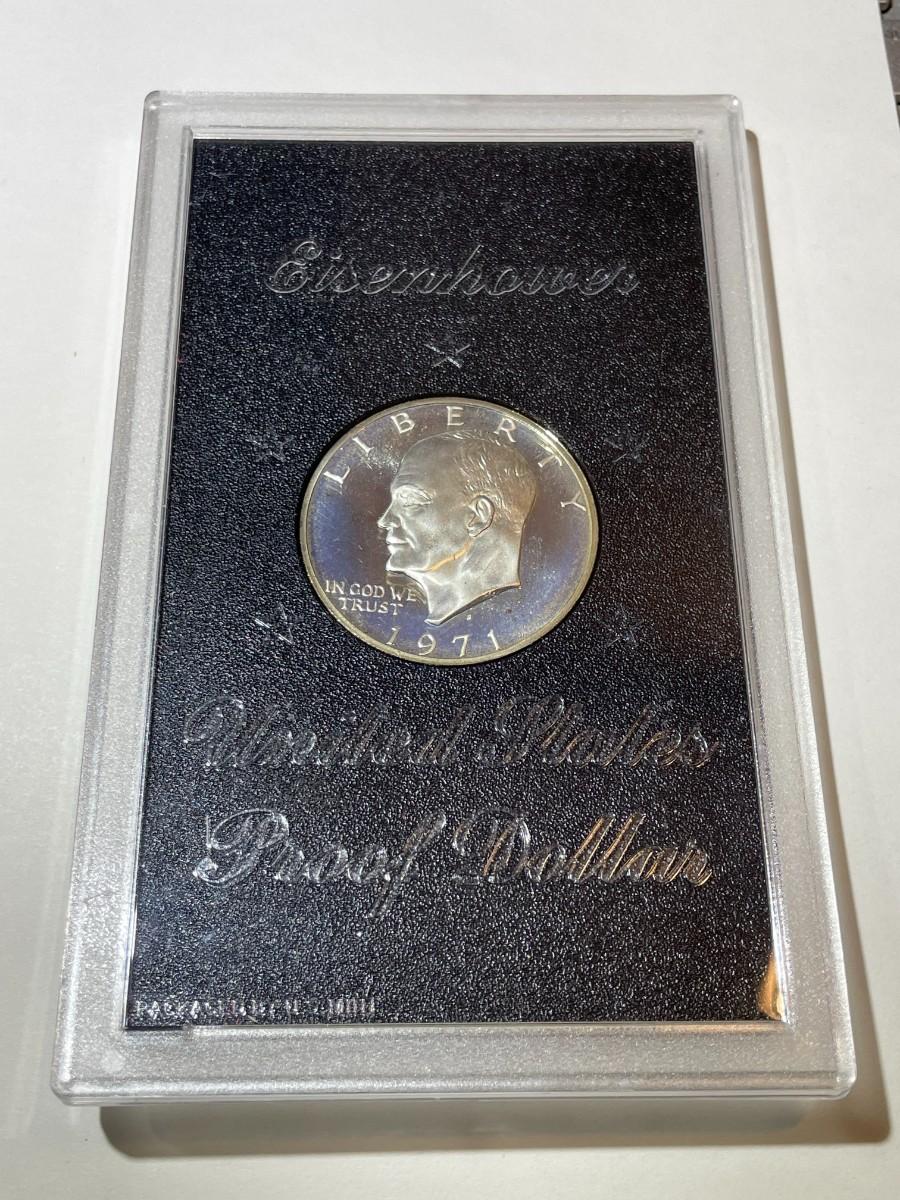 Eisenhower
LIBERTY
IN GOD WE
TRUST
S
1971
United States
Proof Dollar